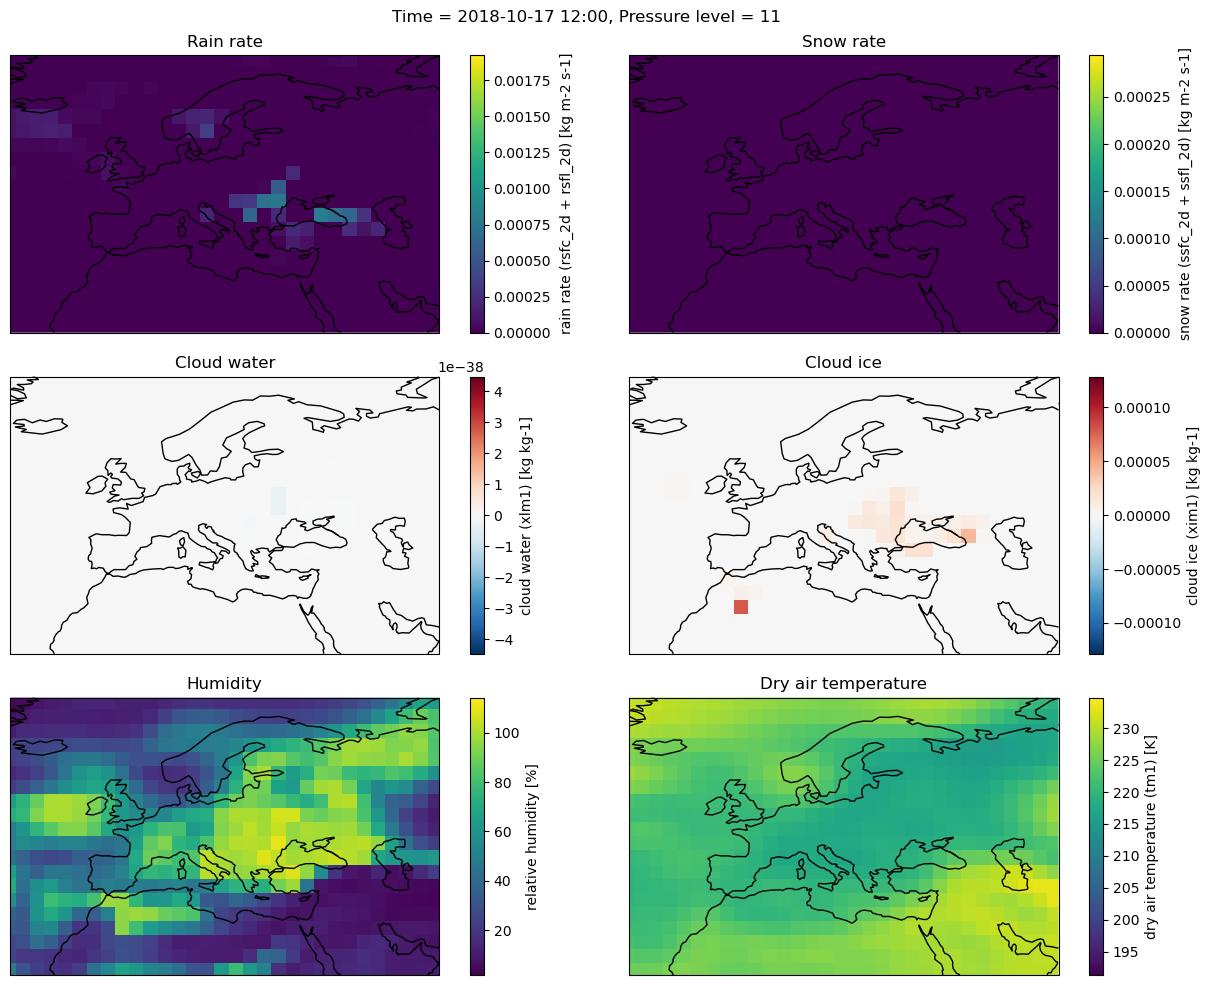 Time = 2018-10-17 12:00, Pressure level = 11
Rain rate
0.00175
0.00150
0.00125
0.00100
0.00075
0.00050
0.00025
0.00000
rain rate (rsfc_2d + rsfl_2d) [kg m-2 s-1]
Snow rate
0.00025
0.00020
0.00015
0.00010
0.00005
0.00000
snow rate (ssfc_2d + ssfl_2d) [kg m-2 s-1]
Cloud water
1e−38
4
3
2
1
0
−1
−2
−3
−4
cloud water (xlm1) [kg kg-1]
Cloud ice
0.00010
0.00005
0.00000
−0.00005
−0.00010
cloud ice (xim1) [kg kg-1]
Humidity
100
80
60
40
20
relative humidity [%]
Dry air temperature
230
225
220
215
210
205
200
195
dry air temperature (tm1) [K]